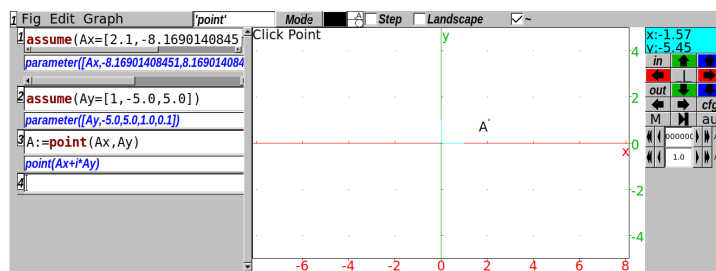 1 Fig Edit Graph 'point' Mode Step Landscape ~
1 assume(Ax=[2.1,-8.1690140845
parameter([Ax,-8.16901408451,8.169014084
2 assume(Ay=[1,-5.0,5.0])
parameter([Ay,-5.0,5.0,1.0,0.1])
3 A:=point(Ax,Ay)
point(Ax+i*Ay)
4
Click Point
y
4
2
A
0
x
-2
-4
-6 -4 -2 0 2 4 6 8
x:-1.57
y:-5.45
in
out
cfg
M au
000000
1.0